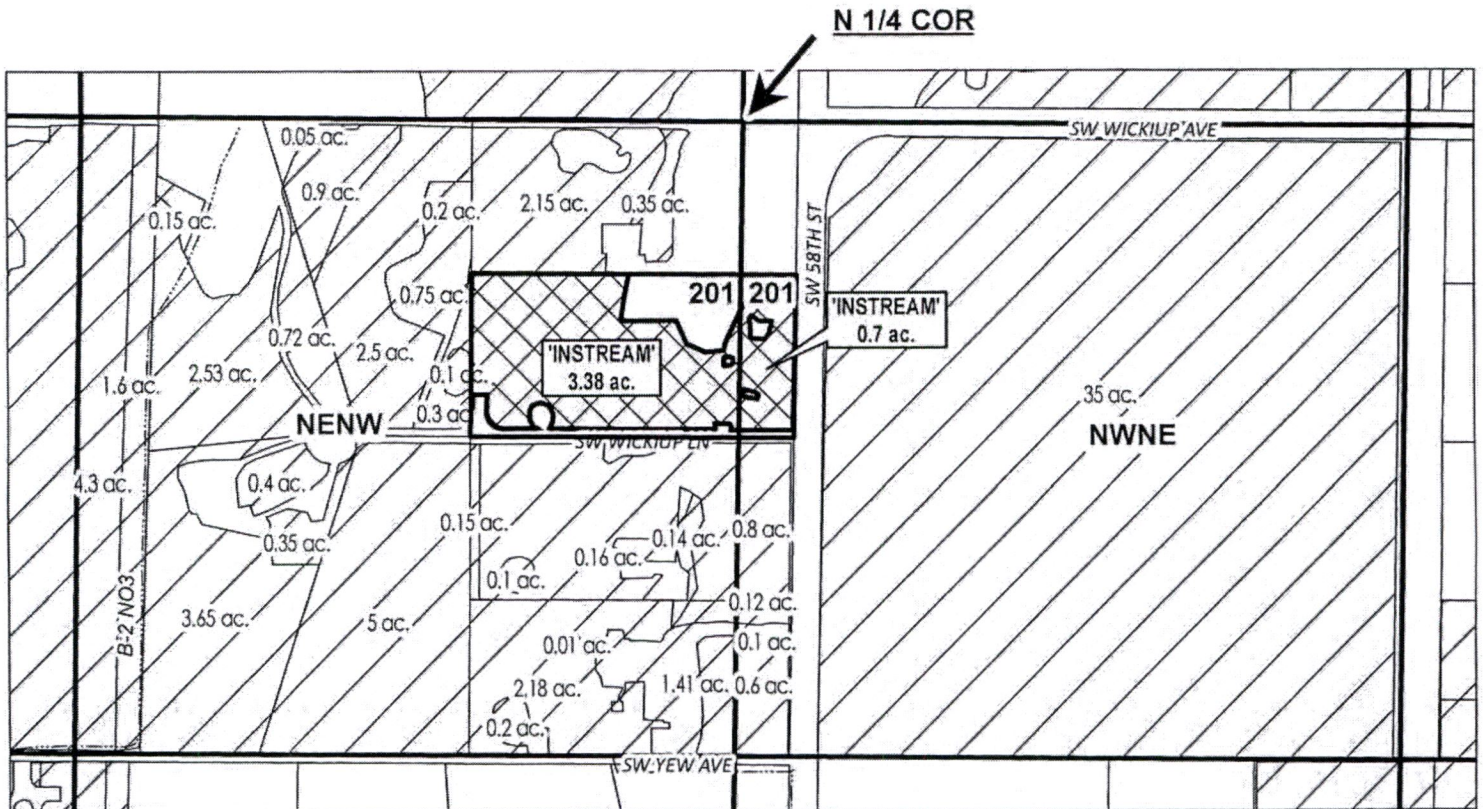 N 1/4 COR
SW WICKIUP AVE
0.05 ac.
0.9 ac.
0.15 ac.
0.2 ac.
2.15 ac.
0.35 ac.
SW 58TH ST
0.75 ac.
201
201
'INSTREAM'
0.7 ac.
0.72 ac.
2.5 ac.
'INSTREAM'
3.38 ac.
1.6 ac.
2.53 ac.
0.1 ac.
35 ac.
0.3 ac
NENW
NWNE
SW WICKIUP LN
4.3 ac.
0.4 ac.
0.15 ac.
0.14 ac.
0.8 ac.
0.35 ac.
0.16 ac.
0.1 ac.
B-2 NO3
0.12 ac.
3.65 ac.
5 ac.
0.01 ac.
0.1 ac.
2.18 ac.
1.41 ac.
0.6 ac.
0.2 ac.
SW YEW AVE